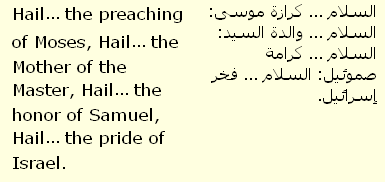 Hail... the preaching
of Moses, Hail... the
Mother of the
Master, Hail... the
honor of Samuel,
Hail... the pride of
Israel.
السلام ... كرازة موسى:
السلام ... والدة السيد:
السلام ... كرامة
صموئيل: السلام ... فخر
إسرائيل.